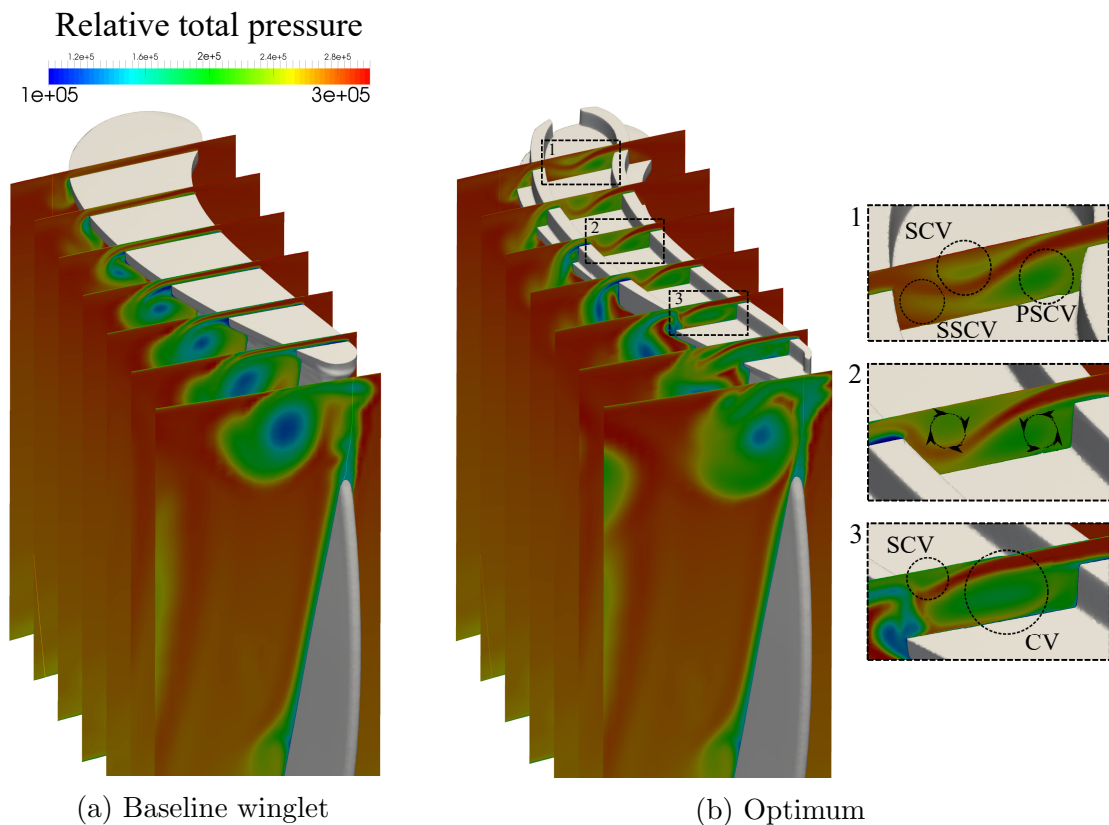 Relative total pressure
1.2e+5 1.6e+5 2e+5 2.4e+5 2.8e+5
1e+05 3e+05
1
2
3
1
SCV
SSCV
PSCV
2
3
SCV
CV
(a) Baseline winglet
(b) Optimum